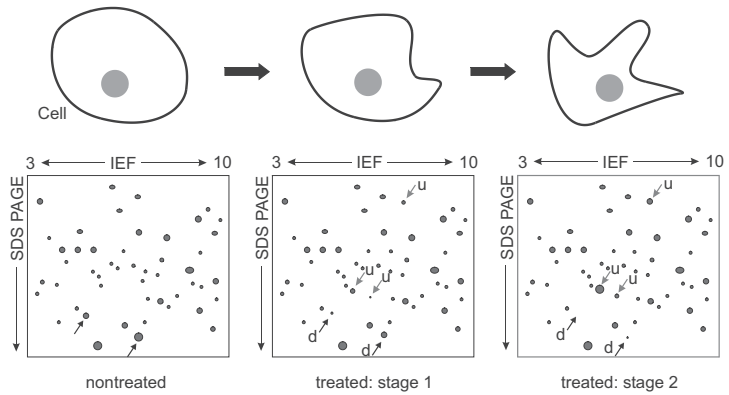 Cell
3 IEF 10
3 IEF 10
3 IEF 10
SDS PAGE
SDS PAGE
SDS PAGE
u
u
u
u
u
u
d
d
d
d
nontreated
treated: stage 1
treated: stage 2